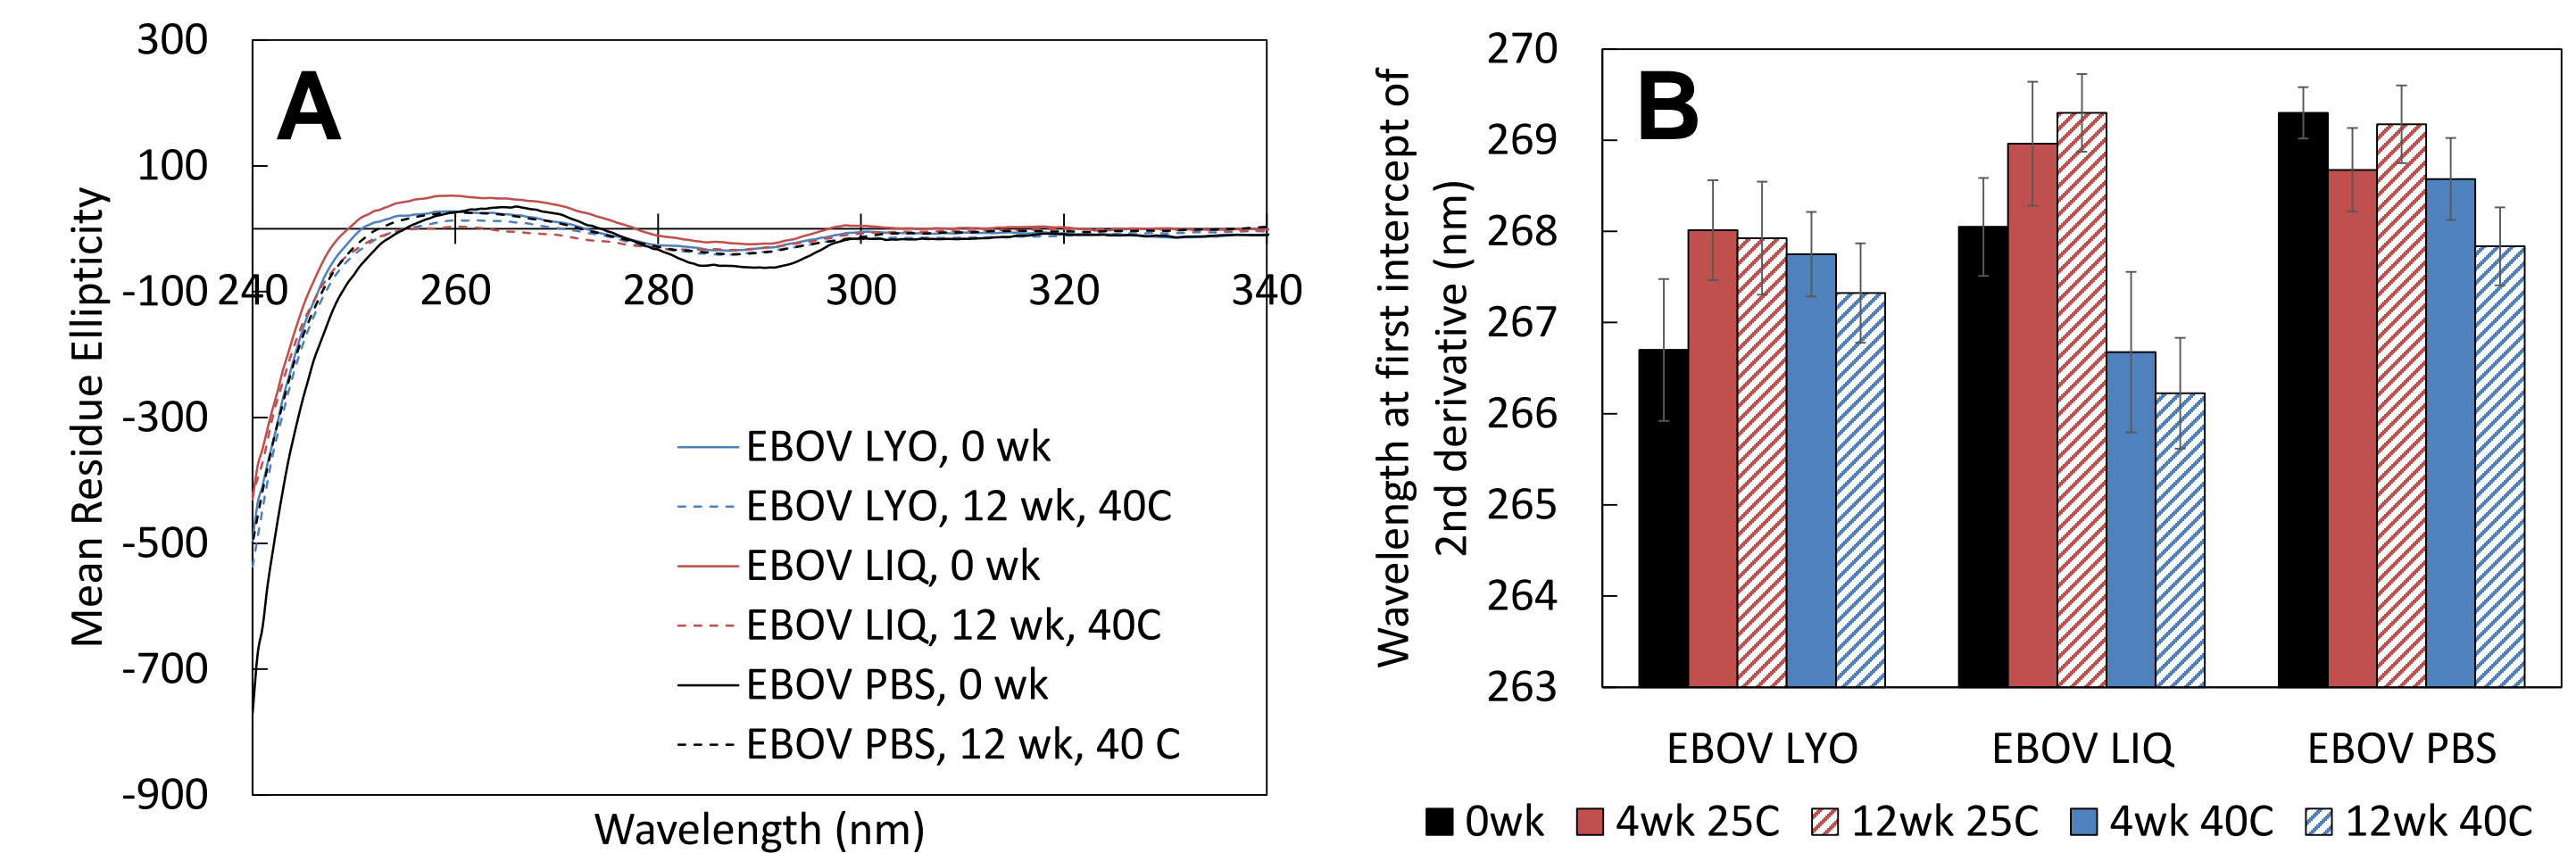 A
300
100
-100
-300
-500
-700
-900
Mean Residue Ellipticity
240 260 280 300 320 340
EBOV LYO, 0 wk
EBOV LYO, 12 wk, 40C
EBOV LIQ, 0 wk
EBOV LIQ, 12 wk, 40C
EBOV PBS, 0 wk
EBOV PBS, 12 wk, 40 C
Wavelength (nm)
B
Wavelength at first intercept of
2nd derivative (nm)
270
269
268
267
266
265
264
263
EBOV LYO EBOV LIQ EBOV PBS
0wk 4wk 25C 12wk 25C 4wk 40C 12wk 40C